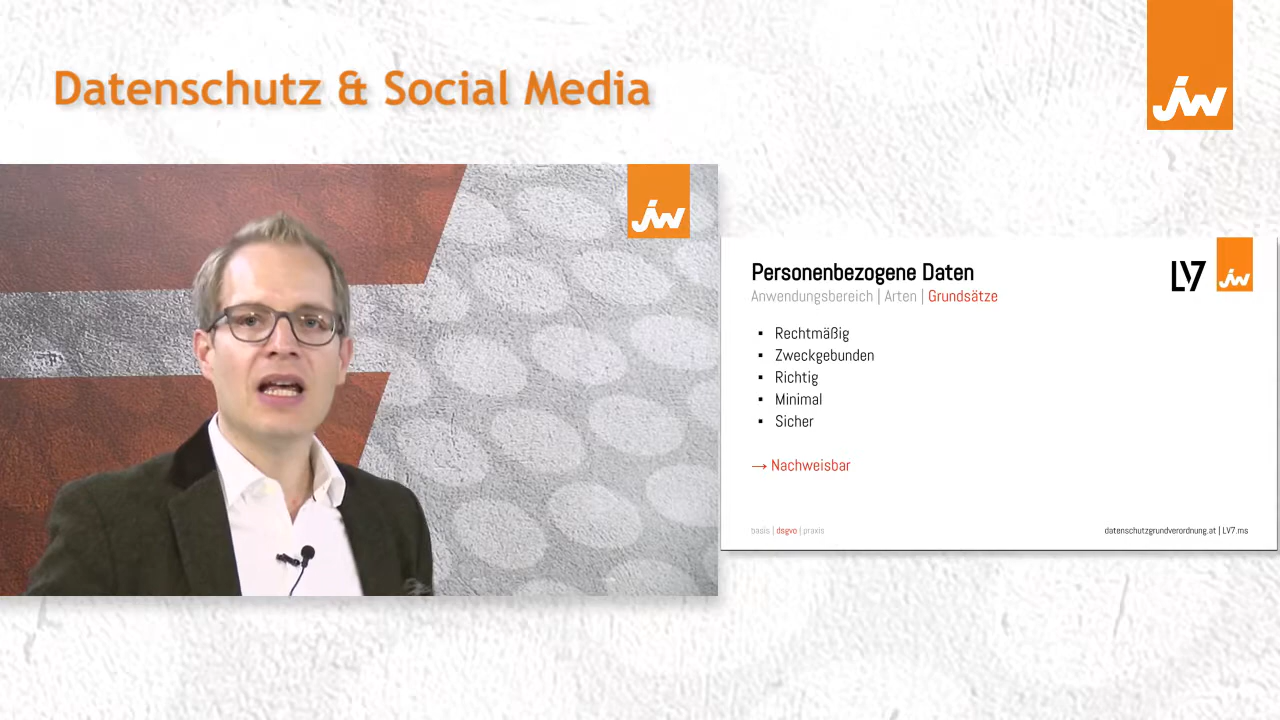 Datenschutz & Social Media
jw
jw
Personenbezogene Daten
LV7
jw
Anwendungsbereich | Arten | Grundsätze
▪ Rechtmäßig
▪ Zweckgebunden
▪ Richtig
▪ Minimal
▪ Sicher
→ Nachweisbar
basis | dsgvo | praxis
datenschutzgrundverordnung.at | LV7.ms